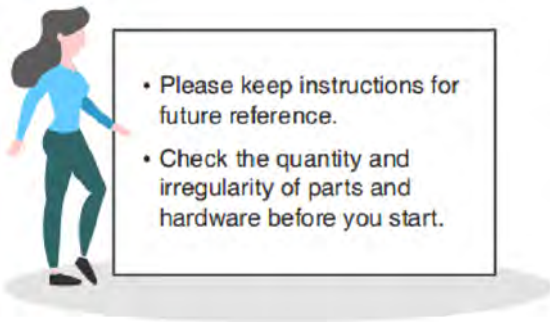 • Please keep instructions for
future reference.
• Check the quantity and
irregularity of parts and
hardware before you start.